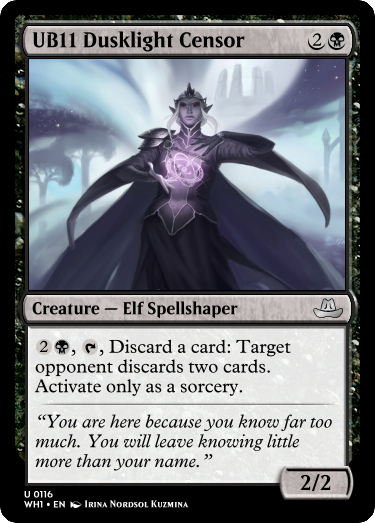 UB11 Dusklight Censor 2
Creature — Elf Spellshaper
2, , Discard a card: Target
opponent discards two cards.
Activate only as a sorcery.
“You are here because you know far too
much. You will leave knowing little
more than your name.”
2/2
U 0116
WH1 • EN Irina Nordsol Kuzmina